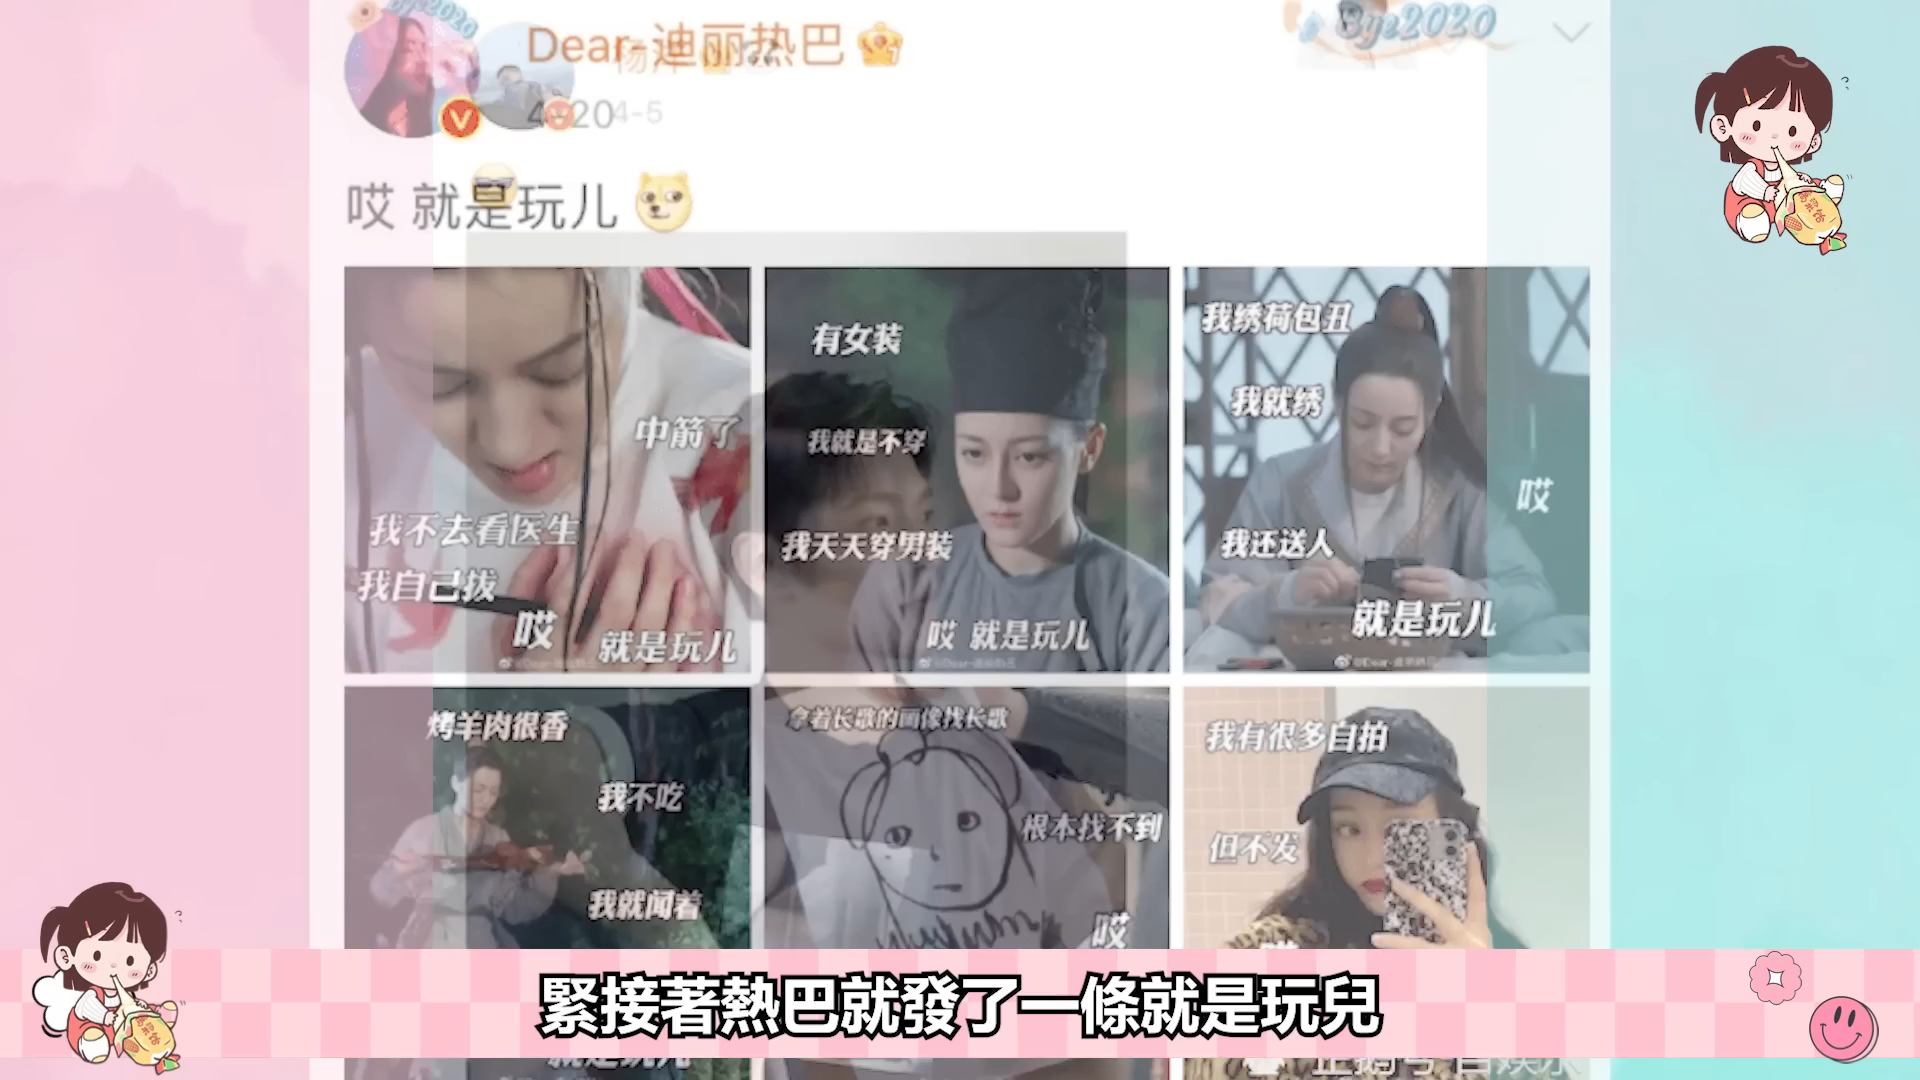 Bye2020
Dear-迪丽热巴
4-20
4-5
哎 就是玩儿
中箭了
我不去看医生
我自己拔
哎
就是玩儿
有女装
我就是不穿
我天天穿男装
哎 就是玩儿
我绣荷包丑
我就绣
哎
我还送人
就是玩儿
烤羊肉很香
我不吃
我就闻着
拿着长歌的画像找长歌
根本找不到
哎
我有很多自拍
但不发
緊接著熱巴就發了一條就是玩兒